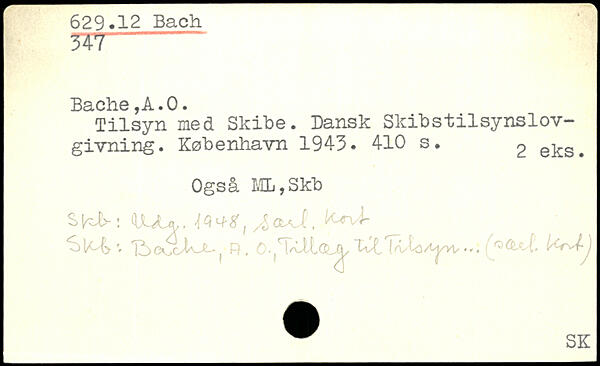 629.12 Bach
347
Bache,A.O.
Tilsyn med Skibe. Dansk Skibstilsynslov-
givning. København 1943. 410 s.
2 eks.
Også ML,Skb
Skb: Udg. 1948, særl. kort
Skb: Bache, A. O., Tillæg til Tilsyn... (særl. kort)
SK